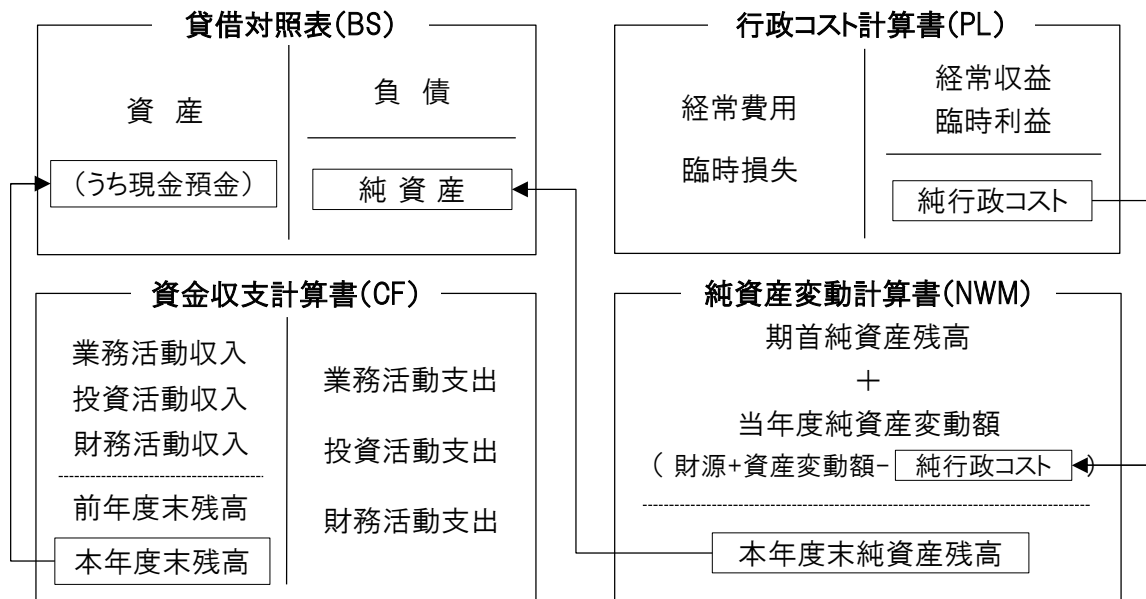 貸借対照表(BS)
資 産
(うち現金預金)
負 債
純 資 産
行政コスト計算書(PL)
経常費用
臨時損失
経常収益
臨時利益
純行政コスト
資金収支計算書(CF)
業務活動収入
投資活動収入
財務活動収入
前年度末残高
本年度末残高
業務活動支出
投資活動支出
財務活動支出
純資産変動計算書(NWM)
期首純資産残高
+
当年度純資産変動額
( 財源+資産変動額- 純行政コスト )
本年度末純資産残高